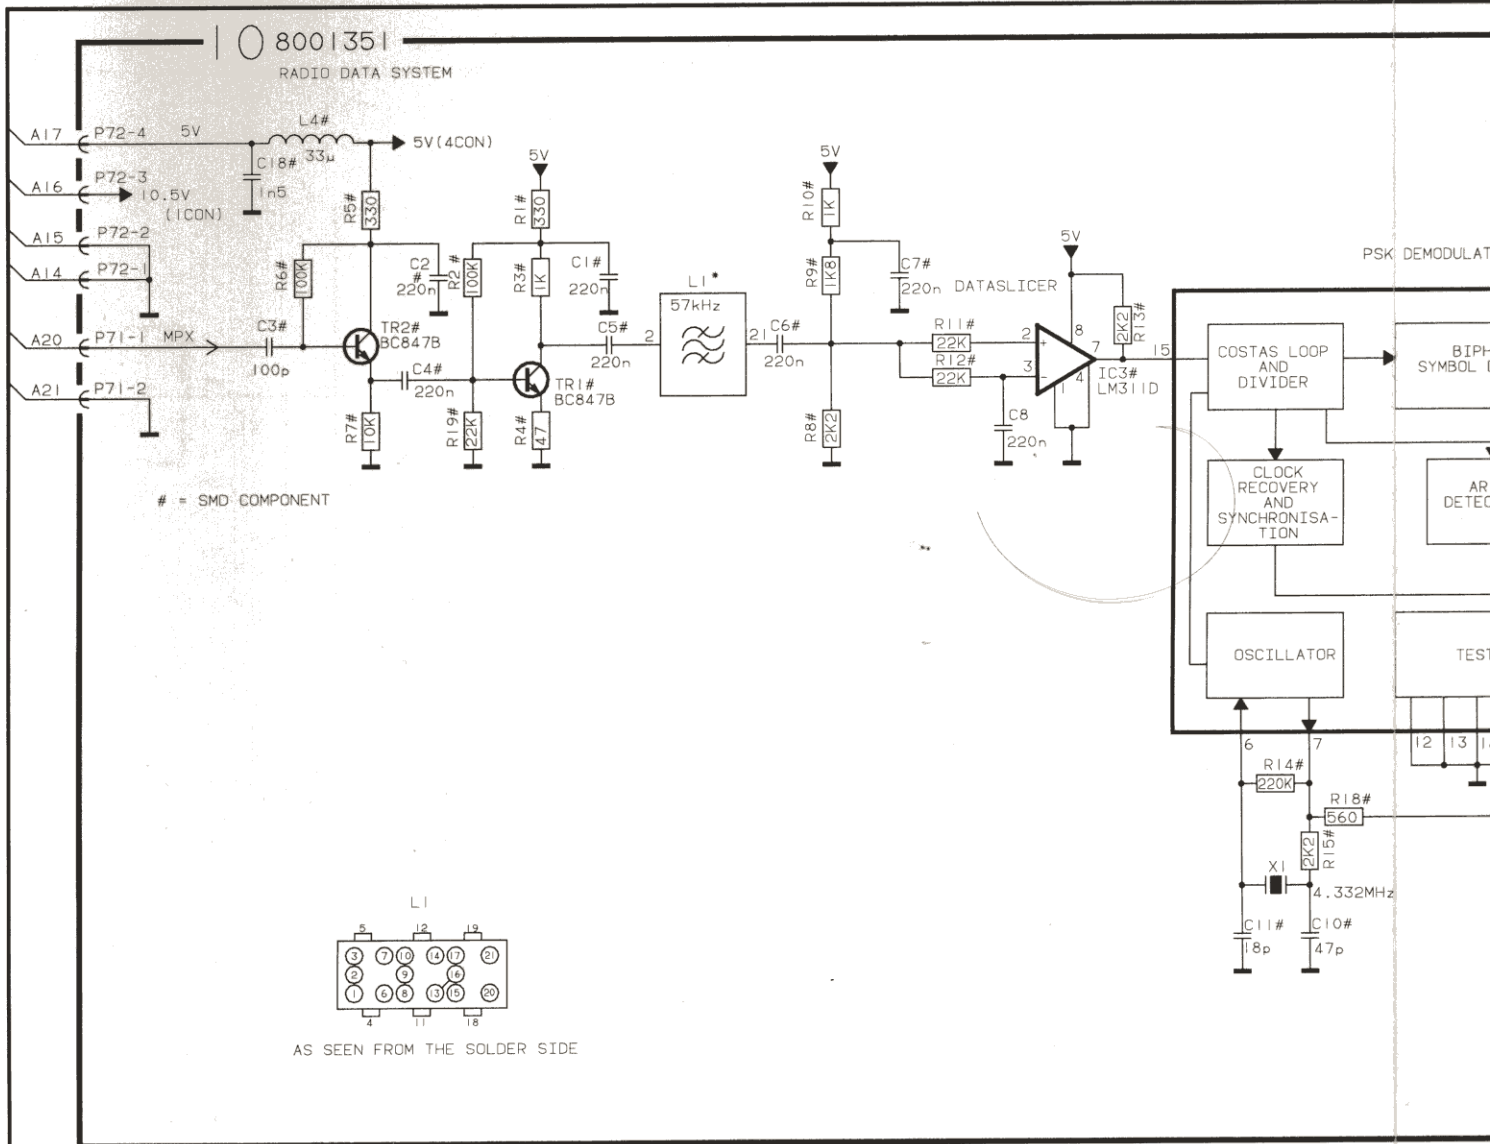 10 8001351
RADIO DATA SYSTEM
A17 P72-4 5V
L4#
33µ
5V(4CON)
C18#
1n5
A16 P72-3
10.5V
(1CON)
A15 P72-2
A14 P72-1
A20 P71-1 MPX
A21 P71-2
R5#
330
R6#
100K
C2
#
220n
C3#
100p
TR2#
BC847B
C4#
220n
R7#
10K
R2#
100K
R19#
22K
5V
R1#
330
R3#
1K
C1#
220n
TR1#
BC847B
R4#
47
C5#
220n
L1*
57kHz
2
21
C6#
220n
5V
R10#
1K
R9#
1K8
C7#
220n
R8#
2K2
DATASLICER
R11#
22K
R12#
22K
C8
220n
5V
2
+
3
-
8
7
4
1
IC3#
LM311D
R13#
2K2
15
PSK DEMODULAT
COSTAS LOOP
AND
DIVIDER
BIPH
SYMBOL D
CLOCK
RECOVERY
AND
SYNCHRONISA-
TION
AR
DETEC
OSCILLATOR
TEST
6
7
12
13
R14#
220K
R18#
560
R15#
2K2
X1
4.332MHz
C11#
18p
C10#
47p
# = SMD COMPONENT
L1
5 12 19
3 7 10 14 17 21
2 9 16
1 6 8 13 15 20
4 11 18
AS SEEN FROM THE SOLDER SIDE